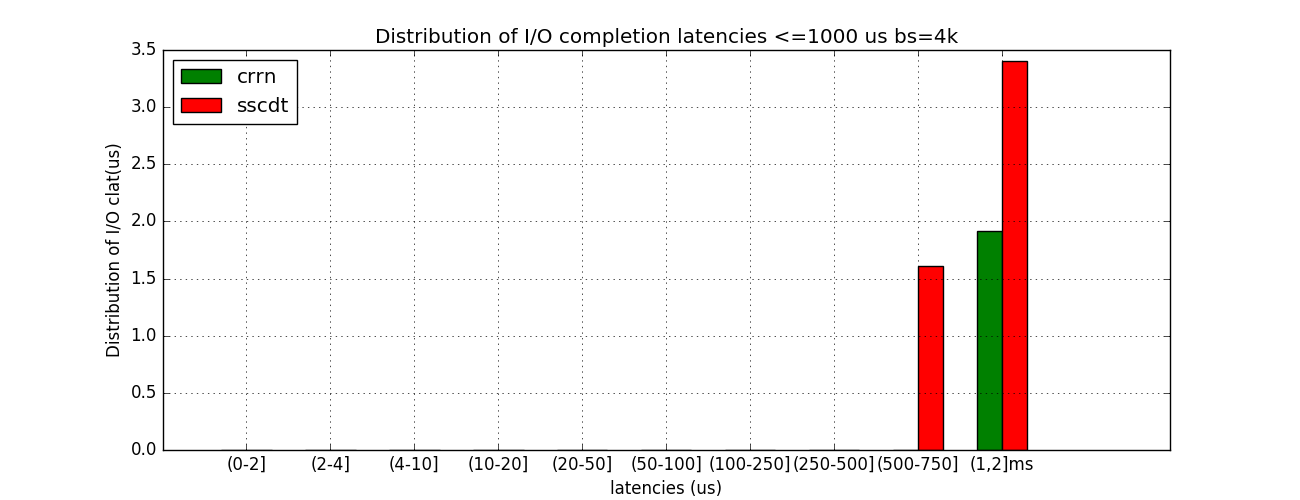 Distribution of I/O completion latencies <=1000 us bs=4k
3.5
3.0
2.5
2.0
1.5
1.0
0.5
0.0
Distribution of I/O clat(us)
crrn
sscdt
(0-2] (2-4] (4-10] (10-20] (20-50] (50-100] (100-250] (250-500] (500-750] (1,2]ms
latencies (us)